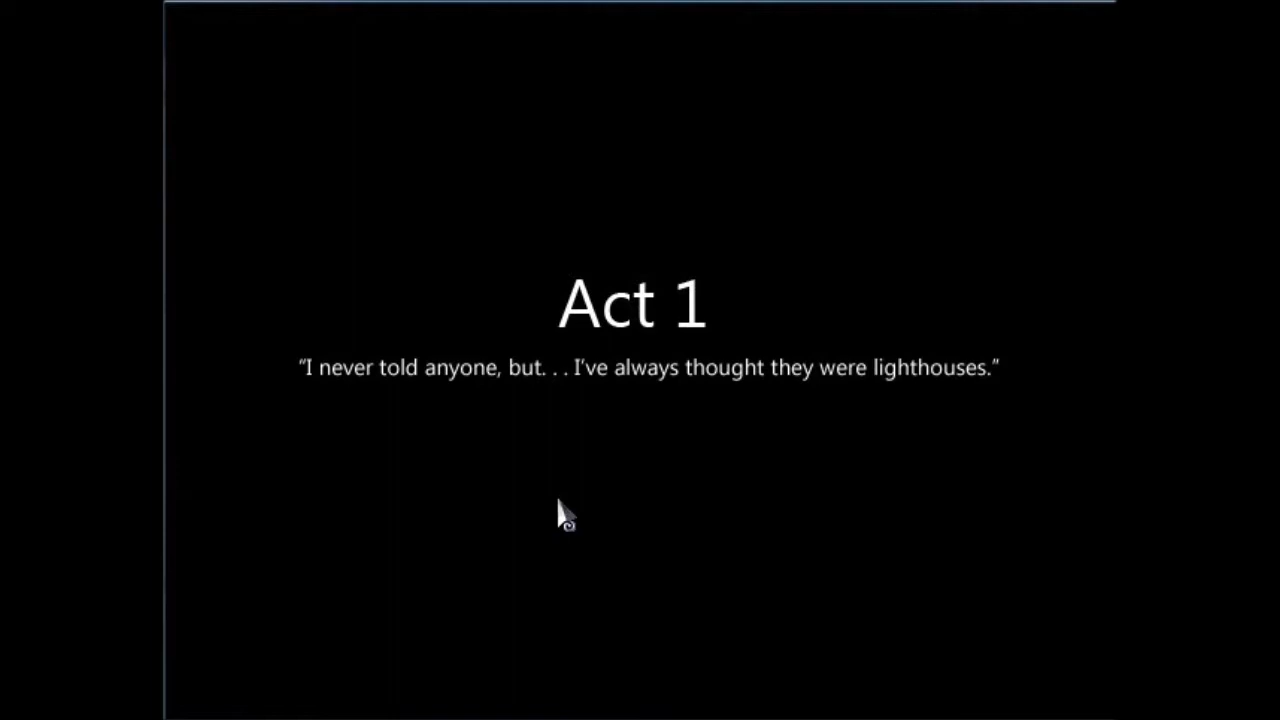 Act 1
“I never told anyone, but. . . I’ve always thought they were lighthouses.”